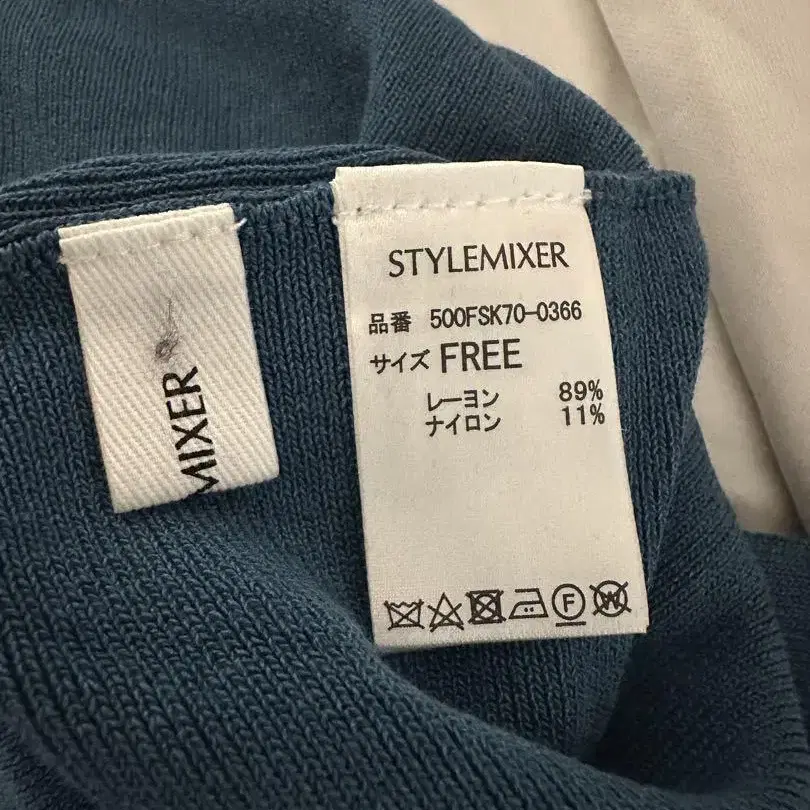 MIXER
STYLEMIXER
品番 500FSK70-0366
サイズ FREE
レーヨン 89%
ナイロン 11%
F W